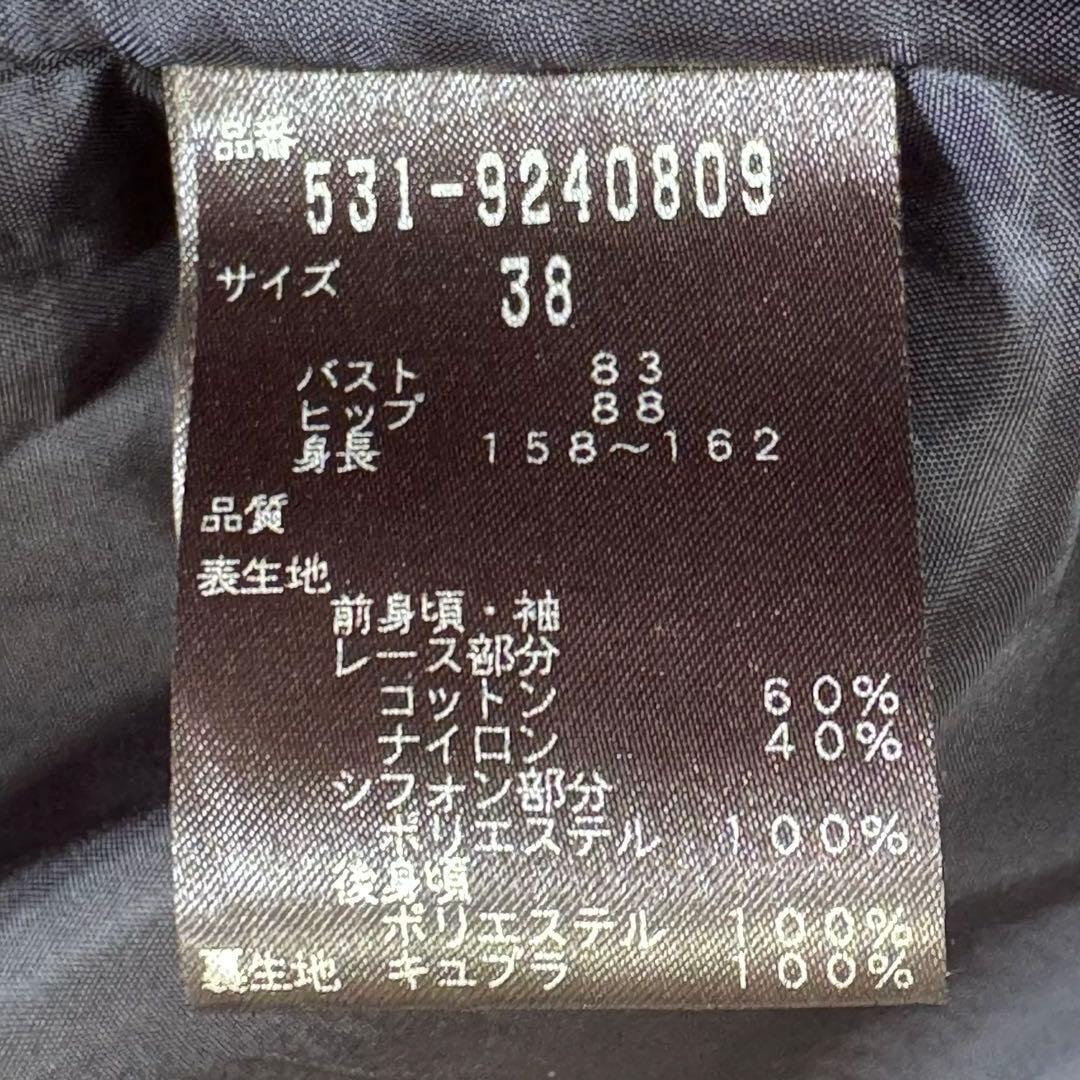 品番
531-9240809
サイズ 38
バスト 83
ヒップ 88
身長 158～162
品質
表生地
前身頃・袖
レース部分
コットン 60%
ナイロン 40%
シフォン部分
ポリエステル 100%
後身頃
ポリエステル 100%
裏生地 キュプラ 100%